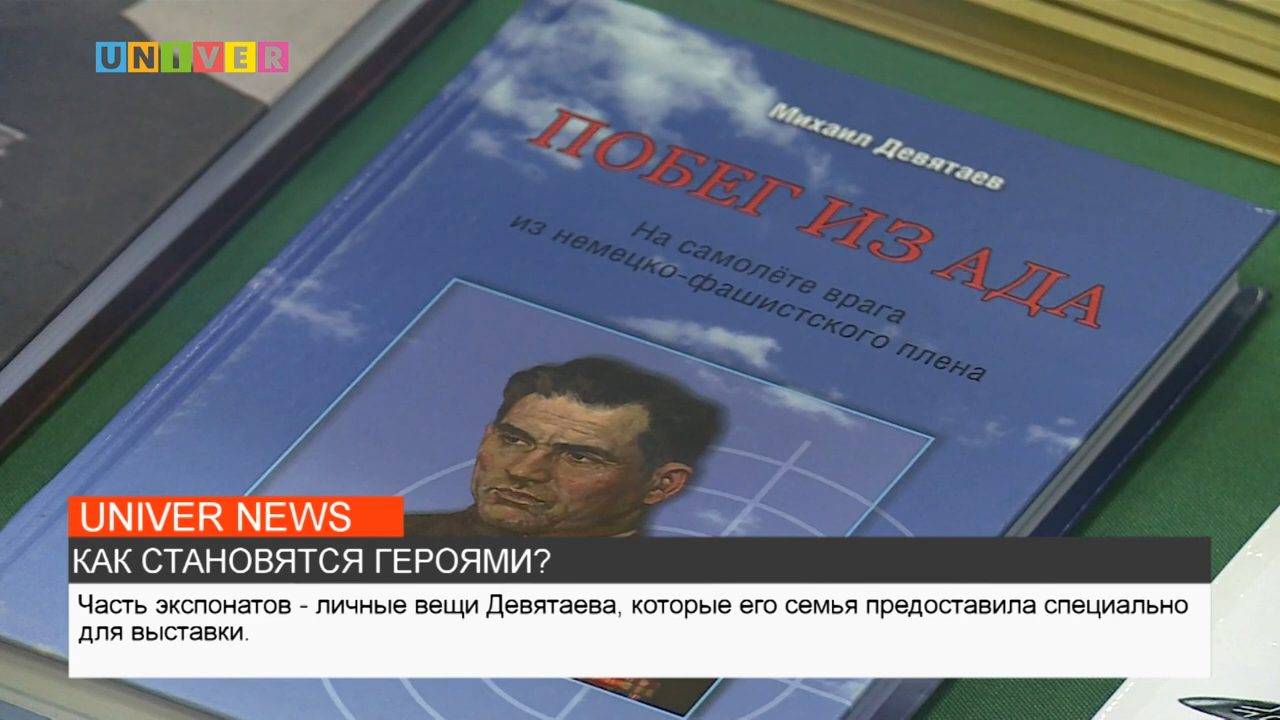 UNIVER
Михаил Девятаев
ПОБЕГ ИЗ АДА
На самолёте врага
из немецко-фашистского плена
UNIVER NEWS
КАК СТАНОВЯТСЯ ГЕРОЯМИ?
Часть экспонатов - личные вещи Девятаева, которые его семья предоставила специально
для выставки.